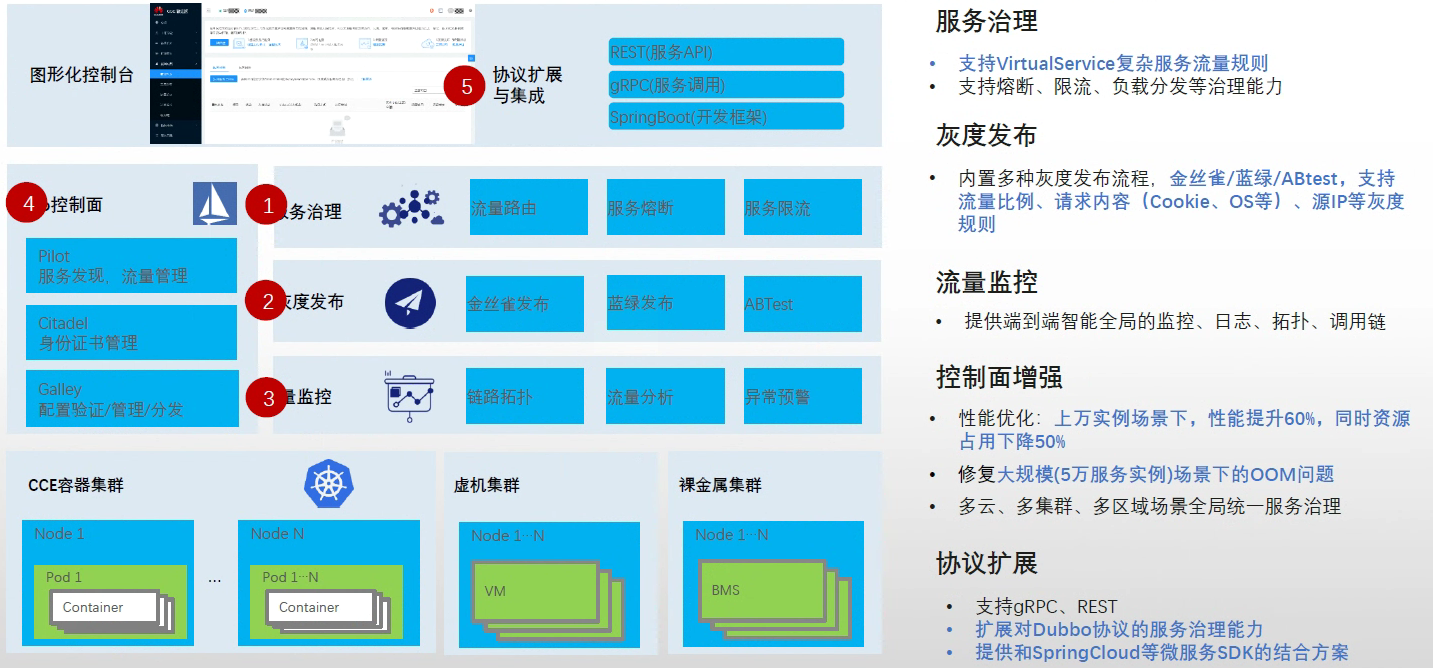 图形化控制台
CCE
5
协议扩展
与集成
REST(服务API)
gRPC(服务调用)
SpringBoot(开发框架)
4
控制面
Pilot
服务发现，流量管理
Citadel
身份证书管理
Galley
配置验证/管理/分发
1
服务治理
流量路由
服务熔断
服务限流
2
灰度发布
金丝雀发布
蓝绿发布
ABTest
3
量监控
链路拓扑
流量分析
异常预警
CCE容器集群
Node 1
Pod 1
Container
...
Node N
Pod 1…N
Container
虚机集群
Node 1…N
VM
裸金属集群
Node 1…N
BMS
服务治理
• 支持VirtualService复杂服务流量规则
• 支持熔断、限流、负载分发等治理能力
灰度发布
• 内置多种灰度发布流程，金丝雀/蓝绿/ABtest，支持
流量比例、请求内容（Cookie、OS等）、源IP等灰度
规则
流量监控
• 提供端到端智能全局的监控、日志、拓扑、调用链
控制面增强
• 性能优化：上万实例场景下，性能提升60%，同时资源
占用下降50%
• 修复大规模(5万服务实例)场景下的OOM问题
• 多云、多集群、多区域场景全局统一服务治理
协议扩展
• 支持gRPC、REST
• 扩展对Dubbo协议的服务治理能力
• 提供和SpringCloud等微服务SDK的结合方案